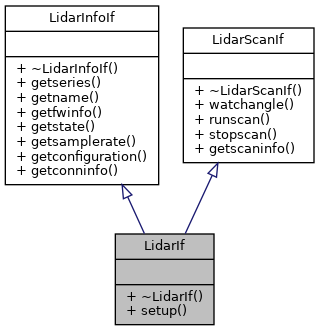 LidarInfoIf
+ ~LidarInfoIf()
+ getseries()
+ getname()
+ getfwinfo()
+ getstate()
+ getsamplerate()
+ getconfiguration()
+ getconninfo()
LidarScanIf
+ ~LidarScanIf()
+ watchangle()
+ runscan()
+ stopscan()
+ getscaninfo()
LidarIf
+ ~LidarIf()
+ setup()